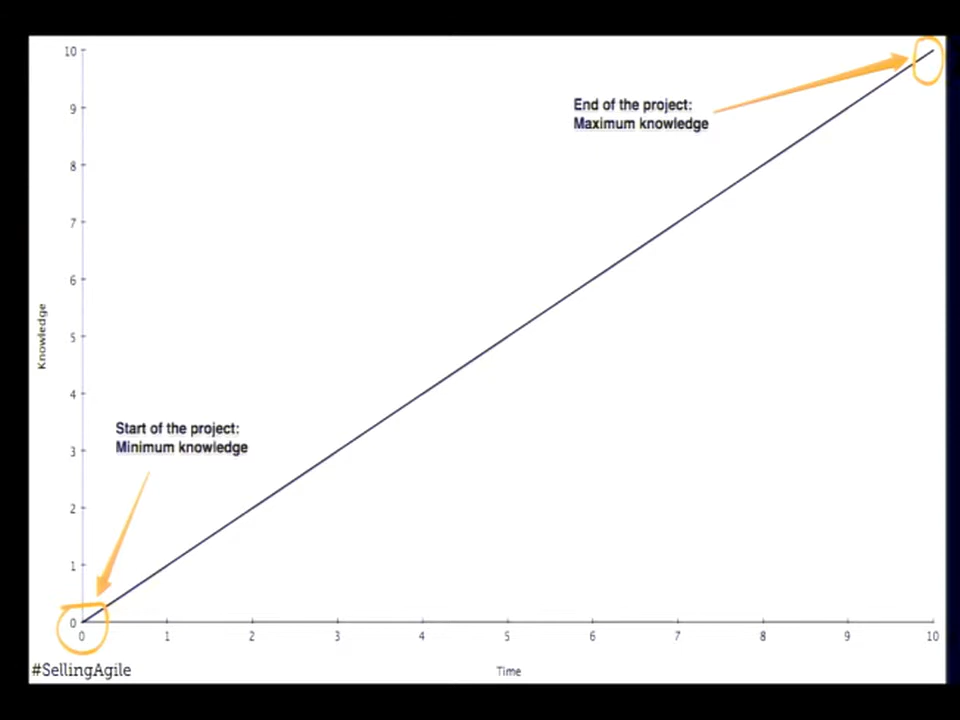 10
9
8
7
6
5
4
3
2
1
0
Knowledge
End of the project:
Maximum knowledge
Start of the project:
Minimum knowledge
0 1 2 3 4 5 6 7 8 9 10
Time
#SellingAgile